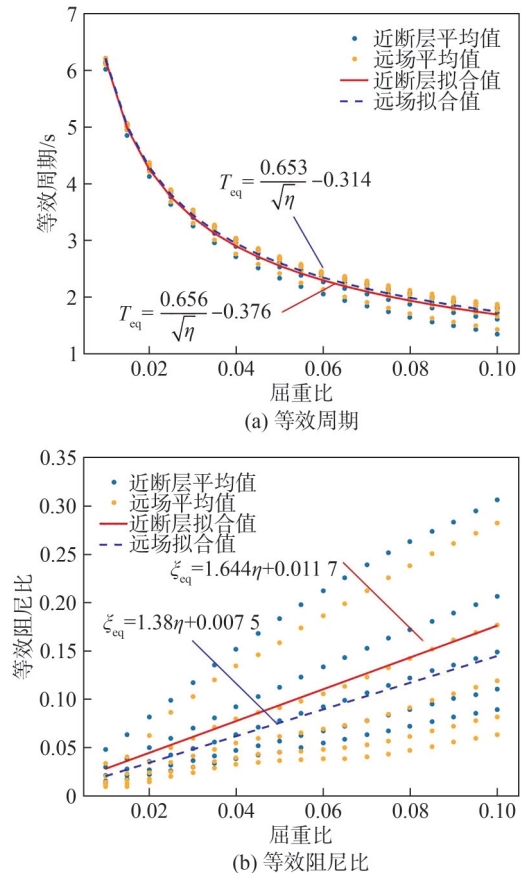 近断层平均值
远场平均值
近断层拟合值
远场拟合值
7
6
5
4
3
2
1
等效周期/s
T_eq = 0.653/√η −0.314
T_eq = 0.656/√η −0.376
0.02 0.04 0.06 0.08 0.10
屈重比
(a) 等效周期
近断层平均值
远场平均值
近断层拟合值
远场拟合值
0.35
0.30
0.25
0.20
0.15
0.10
0.05
0
等效阻尼比
ξ_eq=1.644η+0.011 7
ξ_eq=1.38η+0.007 5
0.02 0.04 0.06 0.08 0.10
屈重比
(b) 等效阻尼比